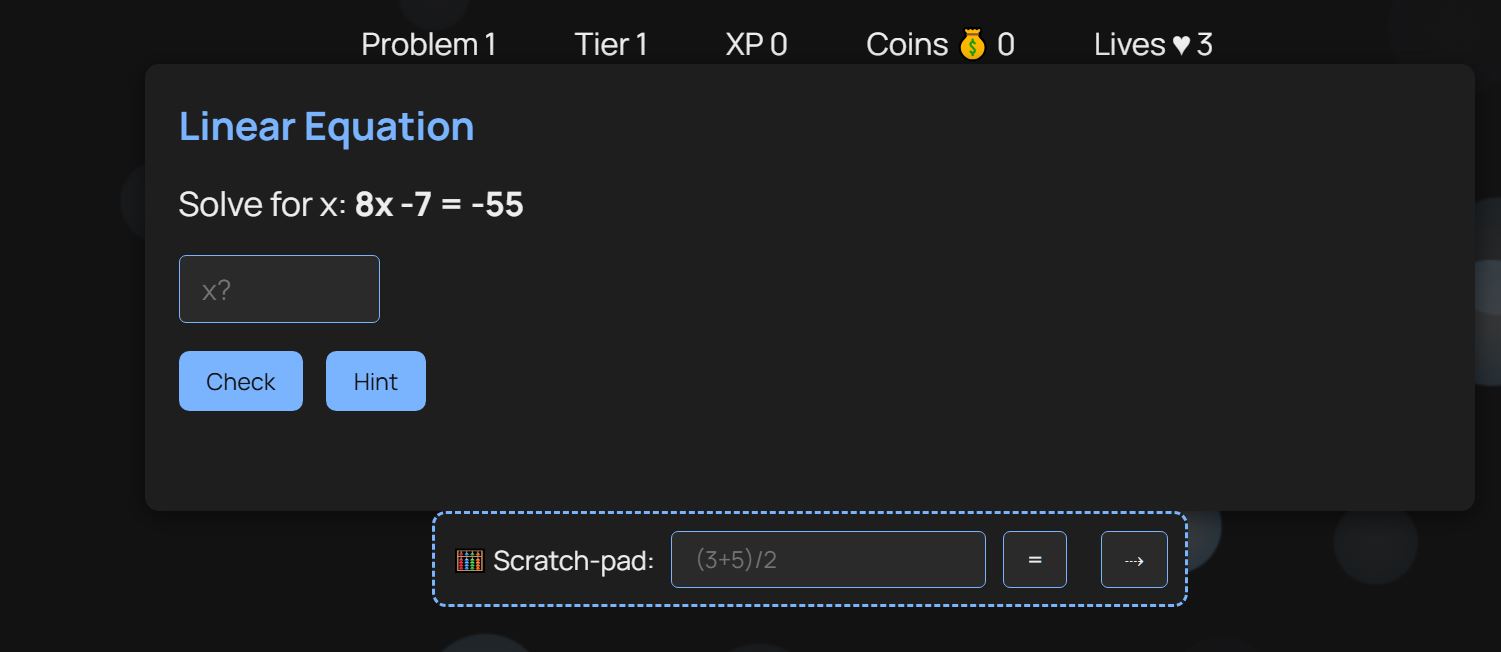 Problem 1 Tier 1 XP 0 Coins 💰 0 Lives ♥ 3
Linear Equation
Solve for x: 8x -7 = -55
x?
Check Hint
🧮 Scratch-pad: (3+5)/2 = ⇢